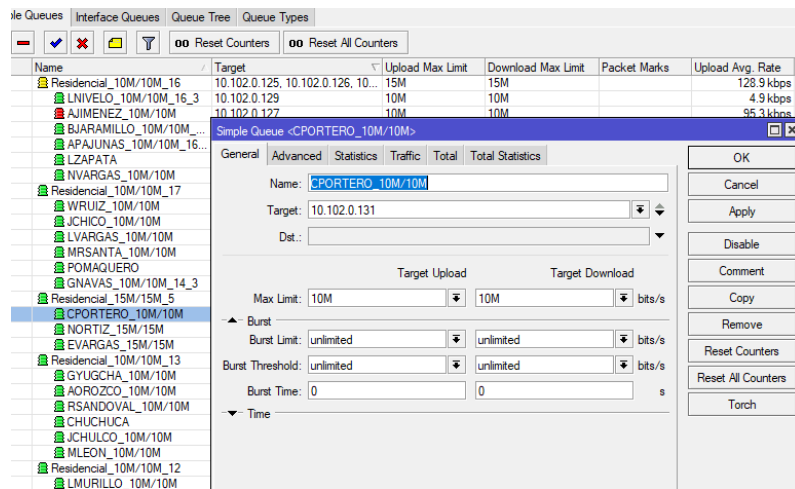 ple Queues Interface Queues Queue Tree Queue Types
00 Reset Counters 00 Reset All Counters
Name Target Upload Max Limit Download Max Limit Packet Marks Upload Avg. Rate
Residencial_10M/10M_16 10.102.0.125, 10.102.0.126, 10... 15M 15M 128.9 kbps
LNIVELO_10M/10M_16_3 10.102.0.129 10M 10M 4.9 kbps
AJIMENEZ_10M/10M 10.102.0.127 10M 10M 95.3 kbps
BJARAMILLO_10M/10M_...
APAJUNAS_10M/10M_16...
LZAPATA
NVARGAS_10M/10M
Residencial_10M/10M_17
WRUIZ_10M/10M
JCHICO_10M/10M
LVARGAS_10M/10M
MRSANTA_10M/10M
POMAQUERO
GNAVAS_10M/10M_14_3
Residencial_15M/15M_5
CPORTERO_10M/10M
NORTIZ_15M/15M
EVARGAS_15M/15M
Residencial_10M/10M_13
GYUGCHA_10M/10M
AOROZCO_10M/10M
RSANDOVAL_10M/10M
CHUCHUCA
JCHULCO_10M/10M
MLEON_10M/10M
Residencial_10M/10M_12
LMURILLO_10M/10M
Simple Queue <CPORTERO_10M/10M>
General Advanced Statistics Traffic Total Total Statistics
Name: CPORTERO_10M/10M
Target: 10.102.0.131
Dst.:
Target Upload Target Download
Max Limit: 10M 10M bits/s
Burst
Burst Limit: unlimited unlimited bits/s
Burst Threshold: unlimited unlimited bits/s
Burst Time: 0 0 s
Time
OK
Cancel
Apply
Disable
Comment
Copy
Remove
Reset Counters
Reset All Counters
Torch